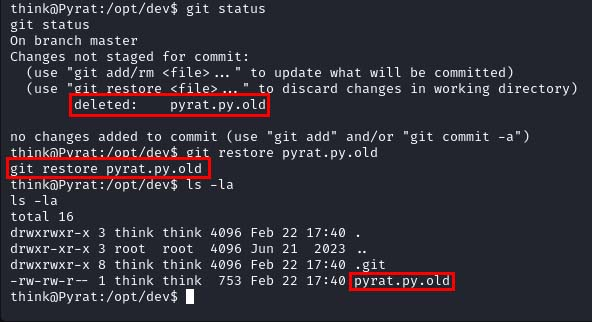 think@Pyrat:/opt/dev$ git status
git status
On branch master
Changes not staged for commit:
  (use "git add/rm <file>..." to update what will be committed)
  (use "git restore <file>..." to discard changes in working directory)
        deleted:    pyrat.py.old

no changes added to commit (use "git add" and/or "git commit -a")
think@Pyrat:/opt/dev$ git restore pyrat.py.old
git restore pyrat.py.old
think@Pyrat:/opt/dev$ ls -la
ls -la
total 16
drwxrwxr-x 3 think think 4096 Feb 22 17:40 .
drwxr-xr-x 3 root  root  4096 Jun 21  2023 ..
drwxrwxr-x 8 think think 4096 Feb 22 17:40 .git
-rw-rw-r-- 1 think think  753 Feb 22 17:40 pyrat.py.old
think@Pyrat:/opt/dev$